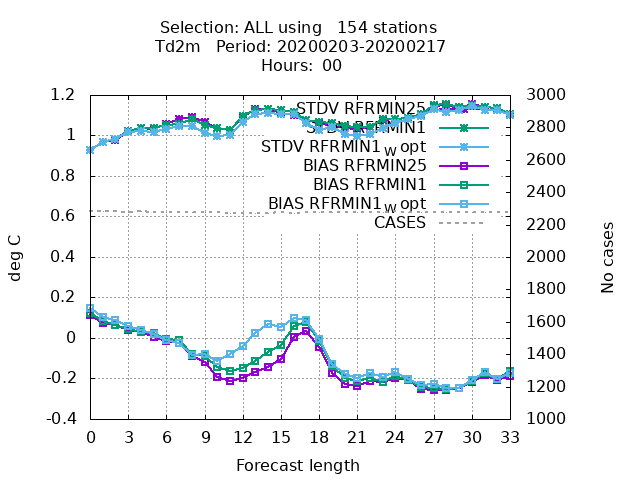 Selection: ALL using   154 stations
Td2m   Period: 20200203-20200217
Hours:  00
1.2
1
0.8
0.6
0.4
0.2
0
-0.2
-0.4
deg C
3000
2800
2600
2400
2200
2000
1800
1600
1400
1200
1000
No cases
STDV RFRMIN25
STDV RFRMIN1
STDV RFRMIN1w opt
BIAS RFRMIN25
BIAS RFRMIN1
BIAS RFRMIN1w opt
CASES
0 3 6 9 12 15 18 21 24 27 30 33
Forecast length